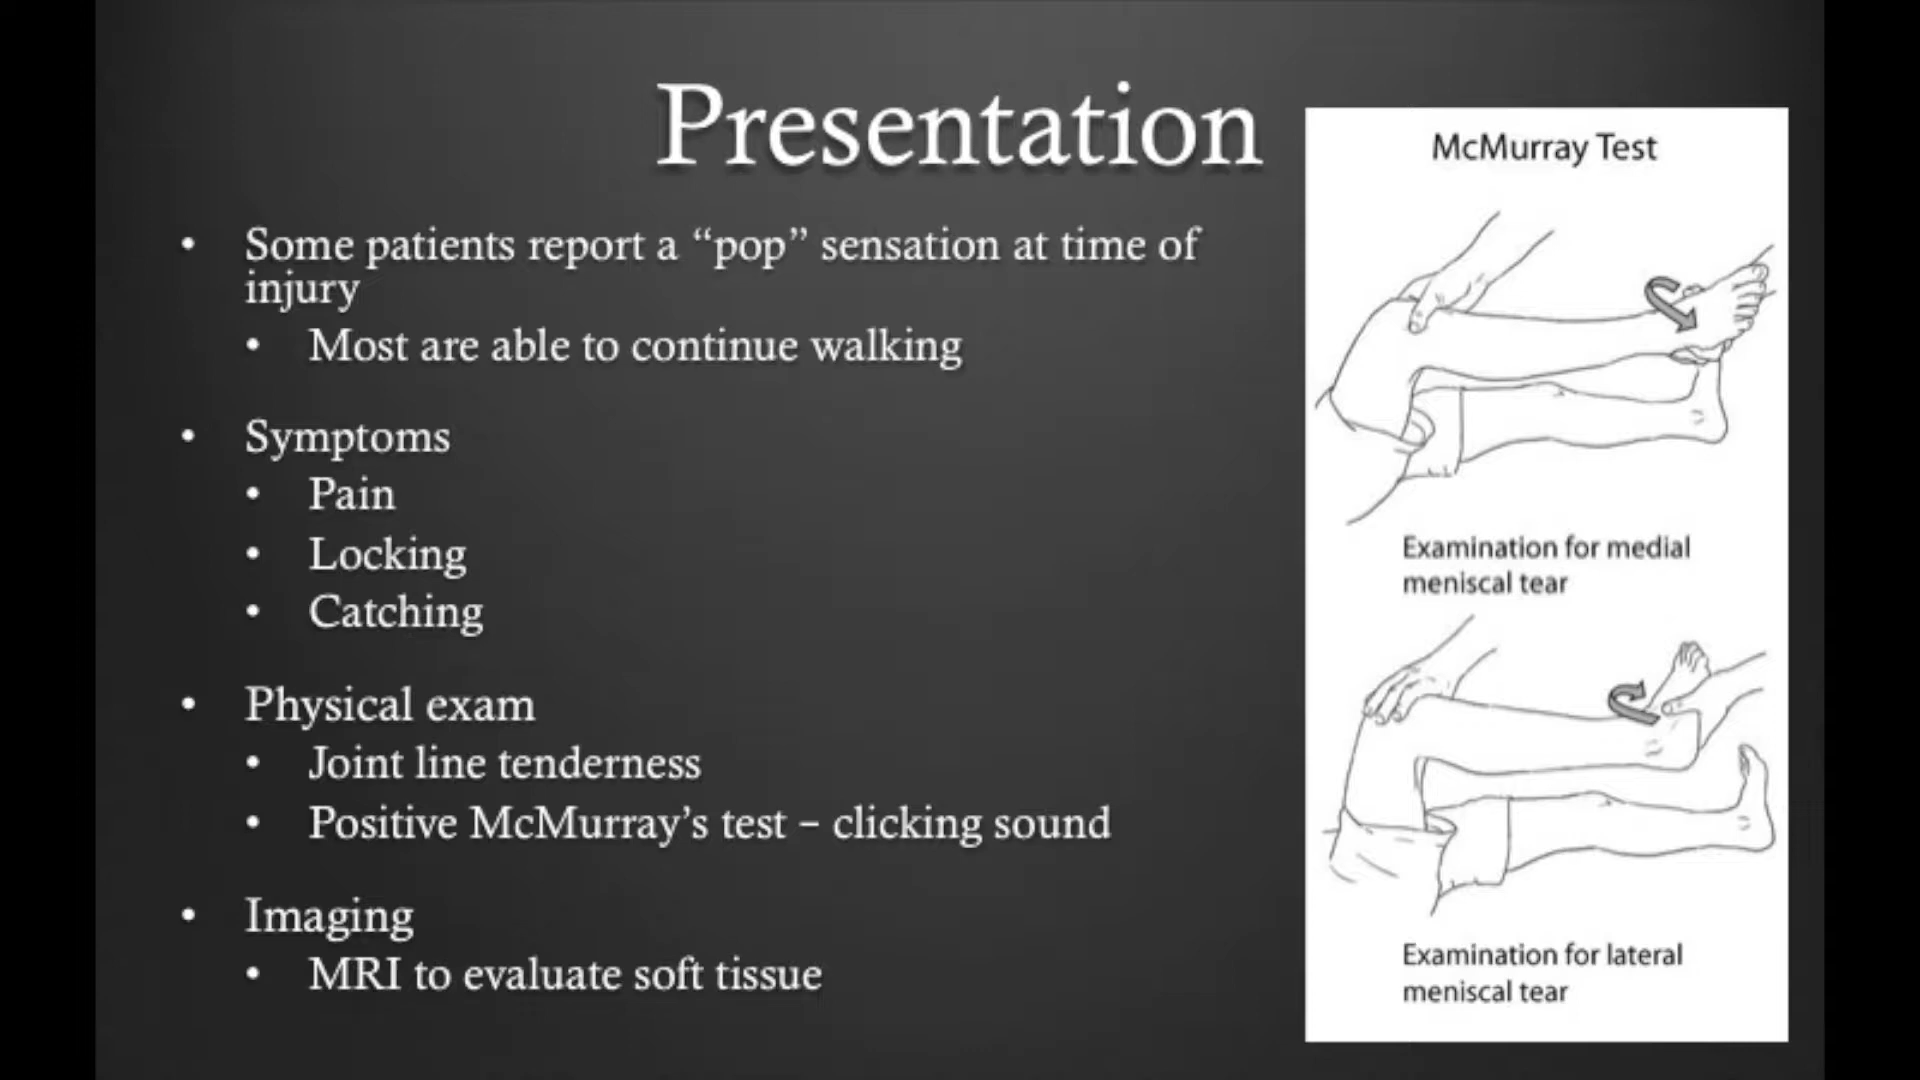 Presentation
• Some patients report a “pop” sensation at time of
injury
• Most are able to continue walking
• Symptoms
• Pain
• Locking
• Catching
• Physical exam
• Joint line tenderness
• Positive McMurray’s test – clicking sound
• Imaging
• MRI to evaluate soft tissue
McMurray Test
Examination for medial
meniscal tear
Examination for lateral
meniscal tear